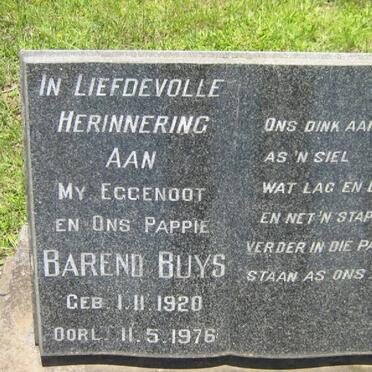 IN LIEFDEVOLLE
HERINNERING
AAN
MY EGGENOOT
EN ONS PAPPIE
BAREND BUYS
GEB. 1.11.1920
OORL. 11.5.1976
ONS DINK AAN
AS 'N SIEL
WAT LAG EN
EN NET 'N STAP
VERDER IN DIE
STAAN AS ONS.